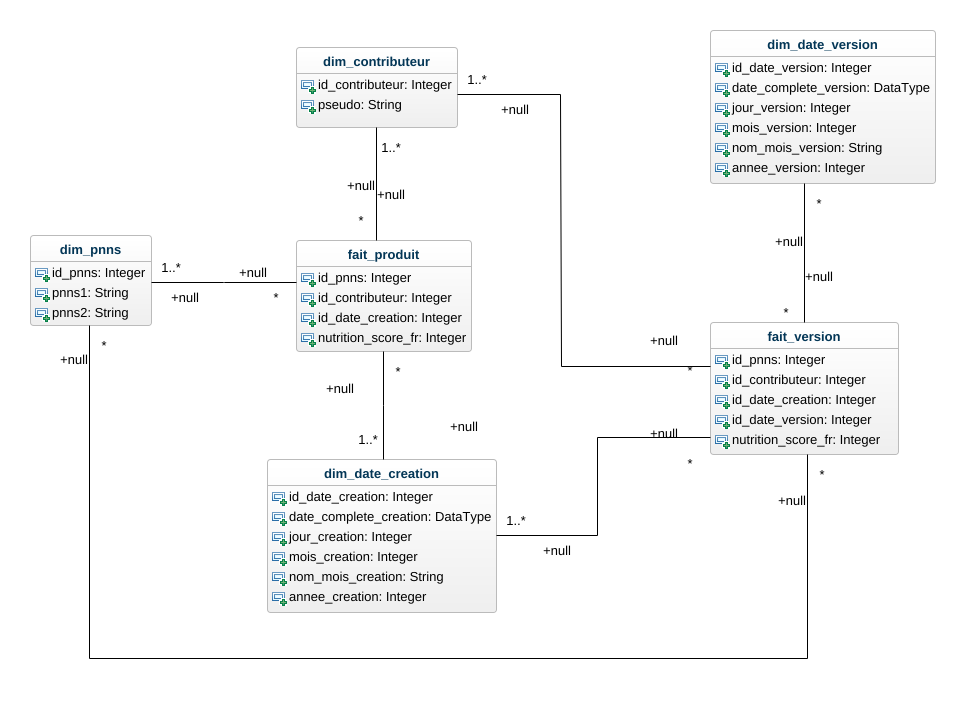 dim_contributeur
id_contributeur: Integer
pseudo: String
1..*
+null
1..*
+null
+null
*
dim_date_version
id_date_version: Integer
date_complete_version: DataType
jour_version: Integer
mois_version: Integer
nom_mois_version: String
annee_version: Integer
*
+null
+null
*
dim_pnns
id_pnns: Integer
pnns1: String
pnns2: String
1..*
+null
+null
*
*
+null
fait_produit
id_pnns: Integer
id_contributeur: Integer
id_date_creation: Integer
nutrition_score_fr: Integer
*
+null
+null
1..*
fait_version
id_pnns: Integer
id_contributeur: Integer
id_date_creation: Integer
id_date_version: Integer
nutrition_score_fr: Integer
+null
*
+null
*
*
+null
dim_date_creation
id_date_creation: Integer
date_complete_creation: DataType
jour_creation: Integer
mois_creation: Integer
nom_mois_creation: String
annee_creation: Integer
1..*
+null